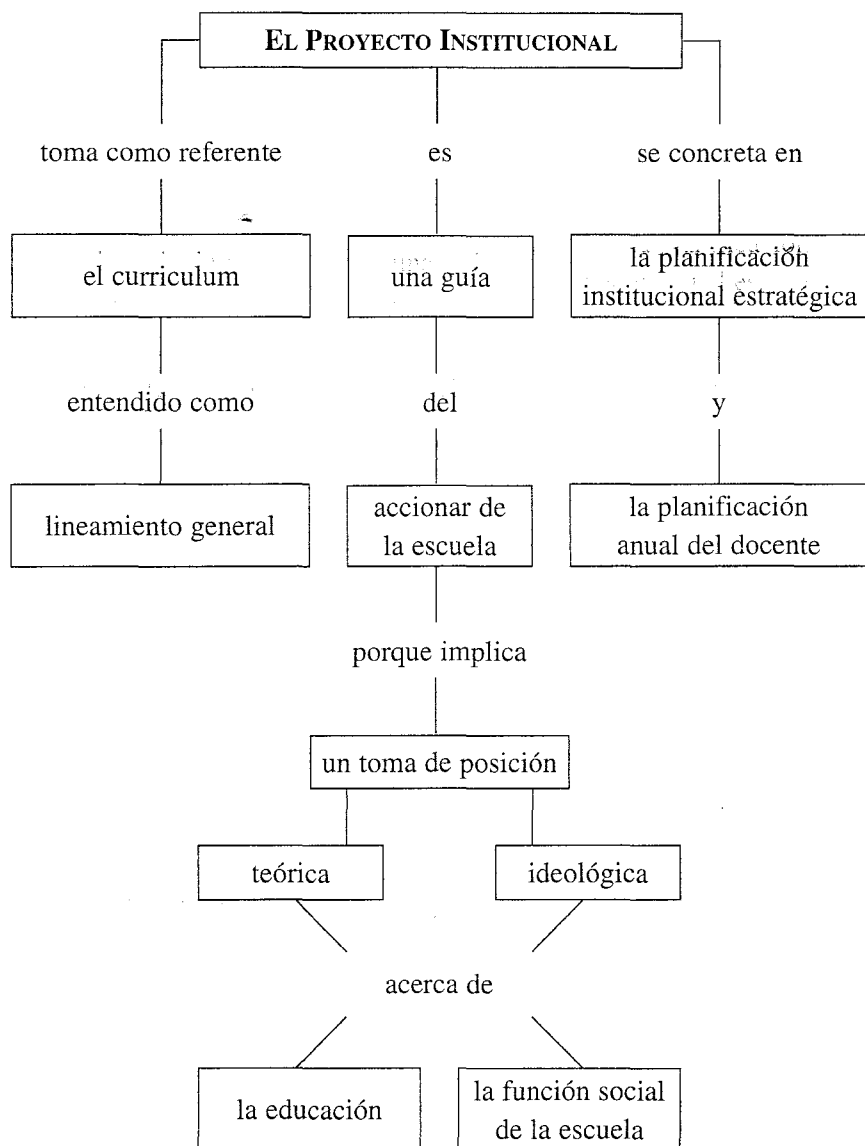 EL PROYECTO INSTITUCIONAL
toma como referente
es
se concreta en
el curriculum
una guía
la planificación
institucional estratégica
entendido como
del
y
lineamiento general
accionar de
la escuela
la planificación
anual del docente
porque implica
un toma de posición
teórica
ideológica
acerca de
la educación
la función social
de la escuela